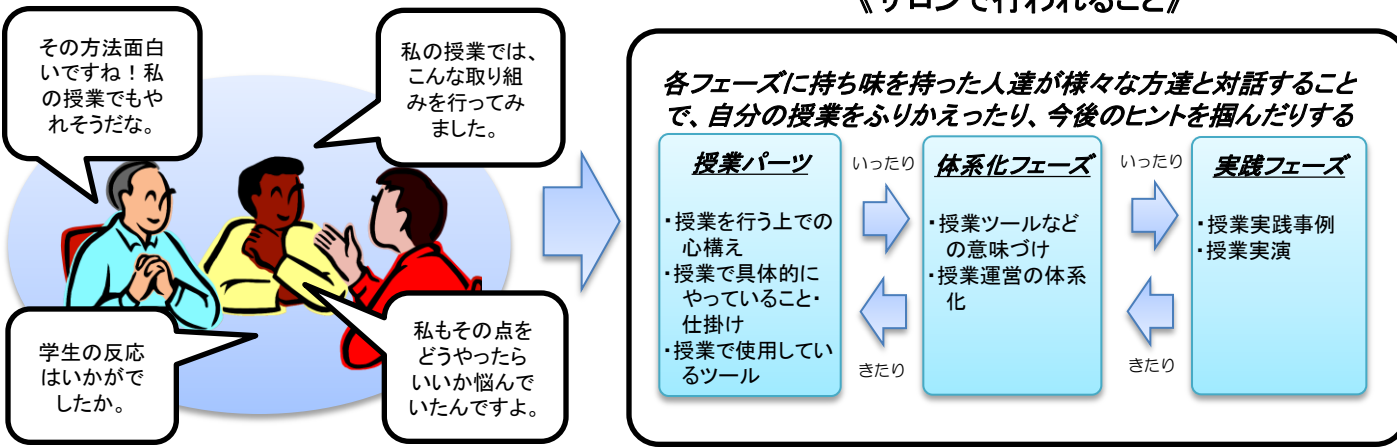 《サロンで行われること》
その方法面白
いですね！私
の授業でもや
れそうだな。
私の授業では、
こんな取り組
みを行ってみ
ました。
学生の反応
はいかがで
したか。
私もその点を
どうやったら
いいか悩んで
いたんですよ。
各フェーズに持ち味を持った人達が様々な方達と対話すること
で、自分の授業をふりかえったり、今後のヒントを掴んだりする
授業パーツ
・授業を行う上での
心構え
・授業で具体的に
やっていること・
仕掛け
・授業で使用してい
るツール
いったり
きたり
体系化フェーズ
・授業ツールなど
の意味づけ
・授業運営の体系
化
いったり
きたり
実践フェーズ
・授業実践事例
・授業実演